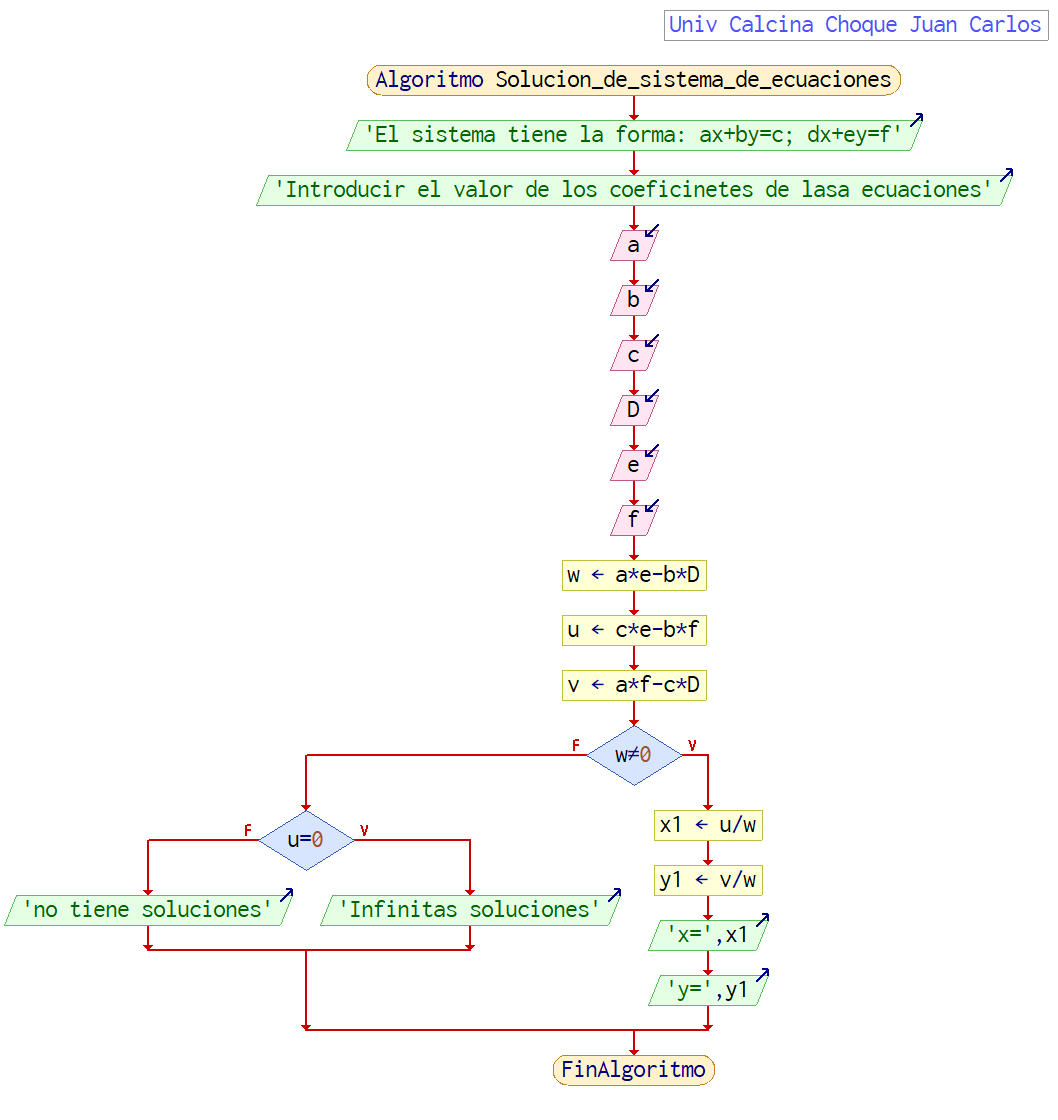 Univ Calcina Choque Juan Carlos
Algoritmo Solucion_de_sistema_de_ecuaciones
'El sistema tiene la forma: ax+by=c; dx+ey=f'
'Introducir el valor de los coeficinetes de lasa ecuaciones'
a
b
c
D
e
f
w ← a*e-b*D
u ← c*e-b*f
v ← a*f-c*D
F
w≠0
V
x1 ← u/w
F
u=0
V
y1 ← v/w
'no tiene soluciones'
'Infinitas soluciones'
'x=',x1
'y=',y1
FinAlgoritmo